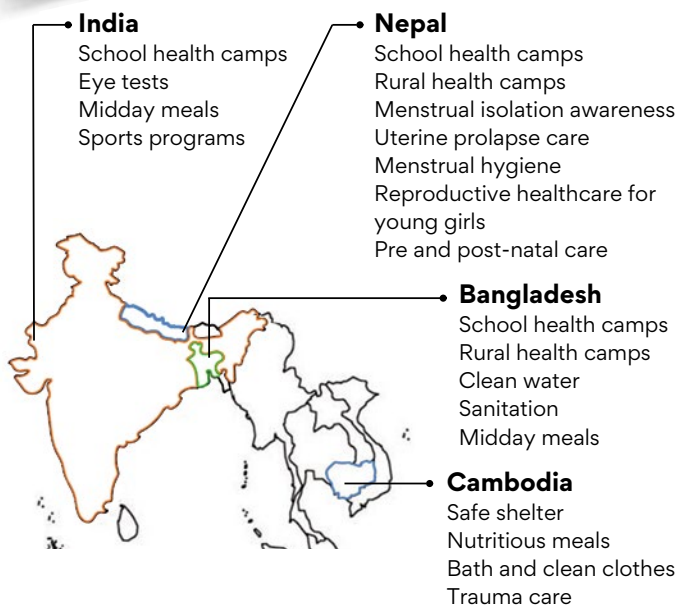 India
School health camps
Eye tests
Midday meals
Sports programs
Nepal
School health camps
Rural health camps
Menstrual isolation awareness
Uterine prolapse care
Menstrual hygiene
Reproductive healthcare for
young girls
Pre and post-natal care
Bangladesh
School health camps
Rural health camps
Clean water
Sanitation
Midday meals
Cambodia
Safe shelter
Nutritious meals
Bath and clean clothes
Trauma care